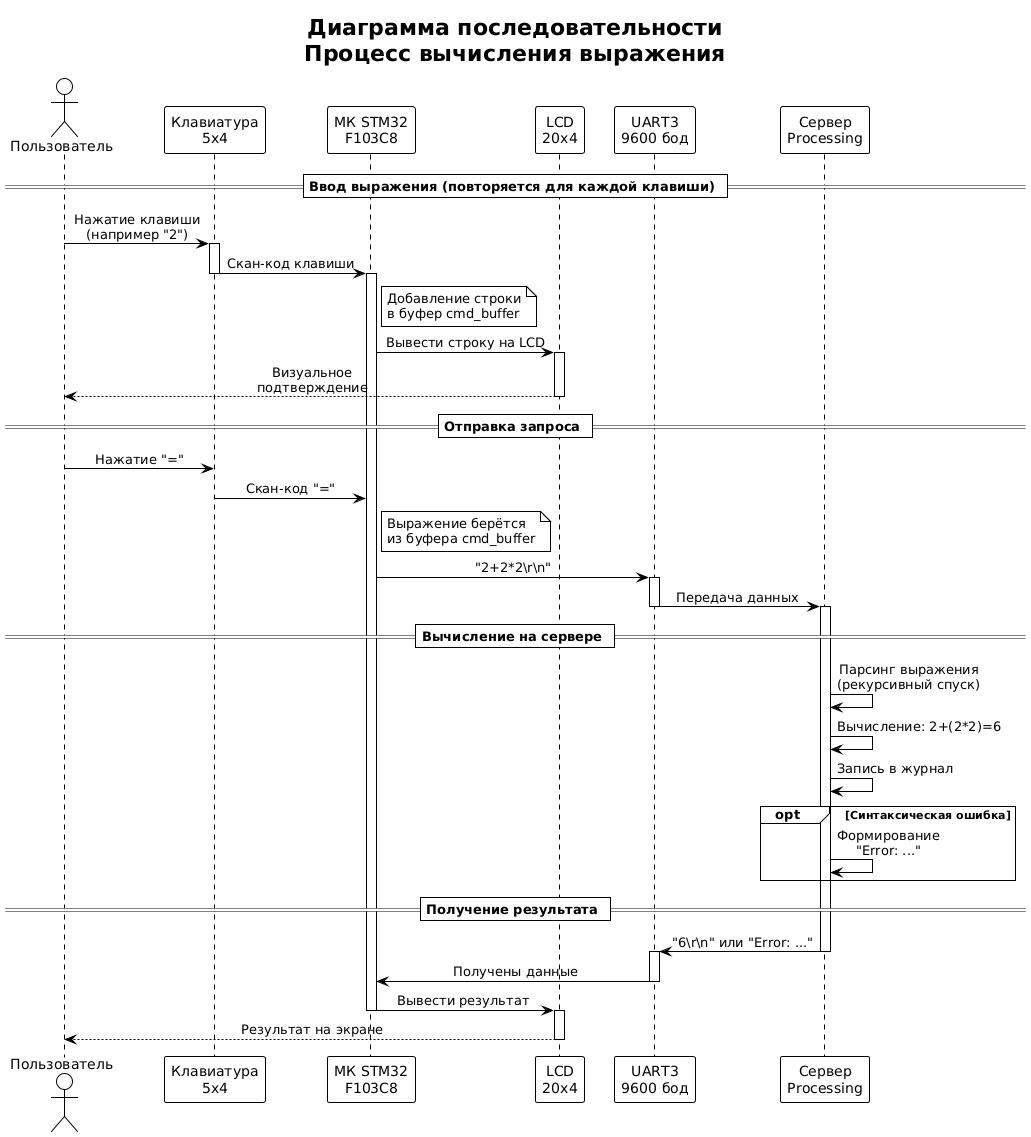 Диаграмма последовательности
Процесс вычисления выражения
Пользователь
Клавиатура
5x4
МК STM32
F103C8
LCD
20x4
UART3
9600 бод
Сервер
Processing
Ввод выражения (повторяется для каждой клавиши)
Нажатие клавиши
(например "2")
Скан-код клавиши
Добавление строки
в буфер cmd_buffer
Вывести строку на LCD
Визуальное
подтверждение
Отправка запроса
Нажатие "="
Скан-код "="
Выражение берётся
из буфера cmd_buffer
"2+2*2\r\n"
Передача данных
Вычисление на сервере
Парсинг выражения
(рекурсивный спуск)
Вычисление: 2+(2*2)=6
Запись в журнал
opt
[Синтаксическая ошибка]
Формирование
"Error: ..."
Получение результата
"6\r\n" или "Error: ..."
Получены данные
Вывести результат
Результат на экране
Пользователь
Клавиатура
5x4
МК STM32
F103C8
LCD
20x4
UART3
9600 бод
Сервер
Processing